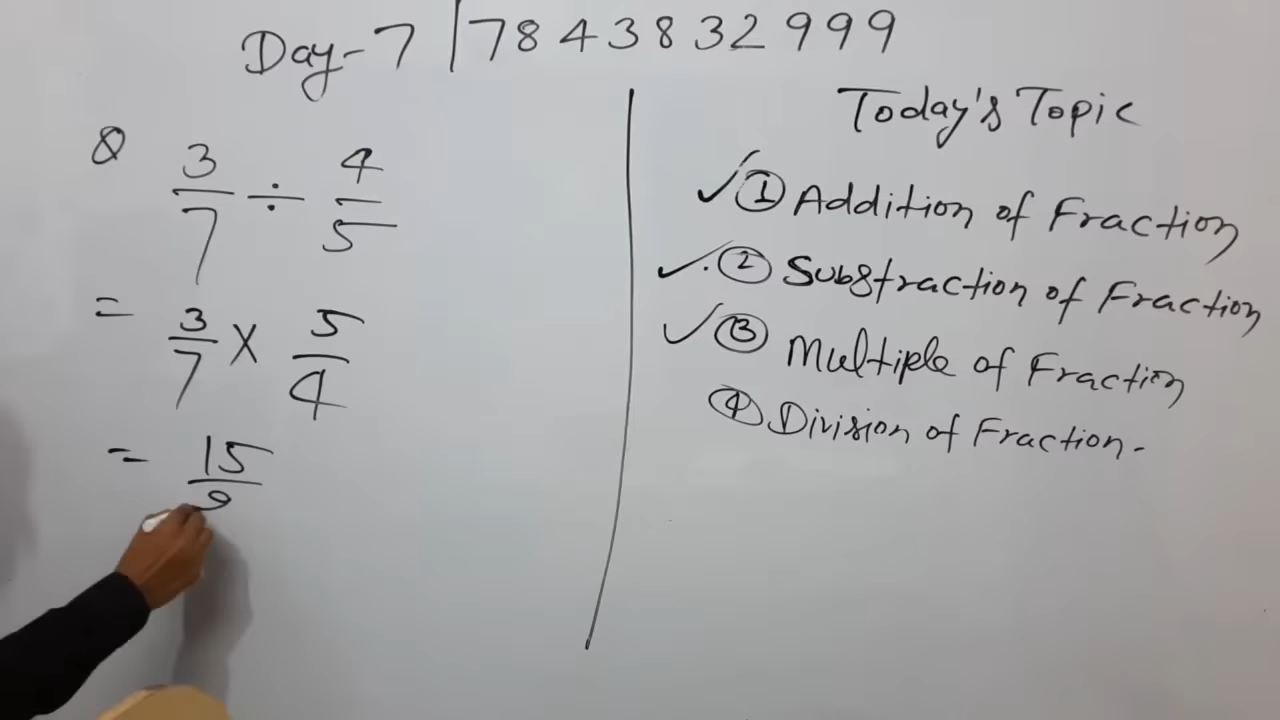 Day-7 | 7843832999
Q 3/7 ÷ 4/5
= 3/7 × 5/4
= 15/2
Today's Topic
✓ ① Addition of Fraction
✓. ② Substraction of Fraction
✓ ③ Multiple of Fraction
④ Division of Fraction-